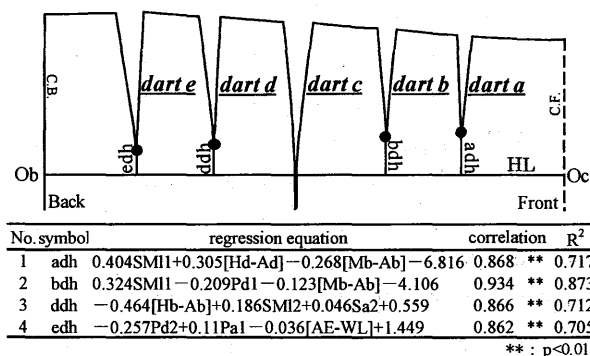 C.B.
dart e
dart d
dart c
dart b
dart a
C.F.
edh
ddh
bdh
adh
HL
Ob
Oc
Back
Front
No. symbol regression equation correlation R²
1 adh 0.404SMl1+0.305[Hd-Ad]−0.268[Mb-Ab]−6.816 0.868 ** 0.717
2 bdh 0.324SMl1−0.209Pd1−0.123[Mb-Ab]−4.106 0.934 ** 0.873
3 ddh −0.464[Hb-Ab]+0.186SMl2+0.046Sa2+0.559 0.866 ** 0.712
4 edh −0.257Pd2+0.11Pa1−0.036[AE-WL]+1.449 0.862 ** 0.705
** : p<0.01